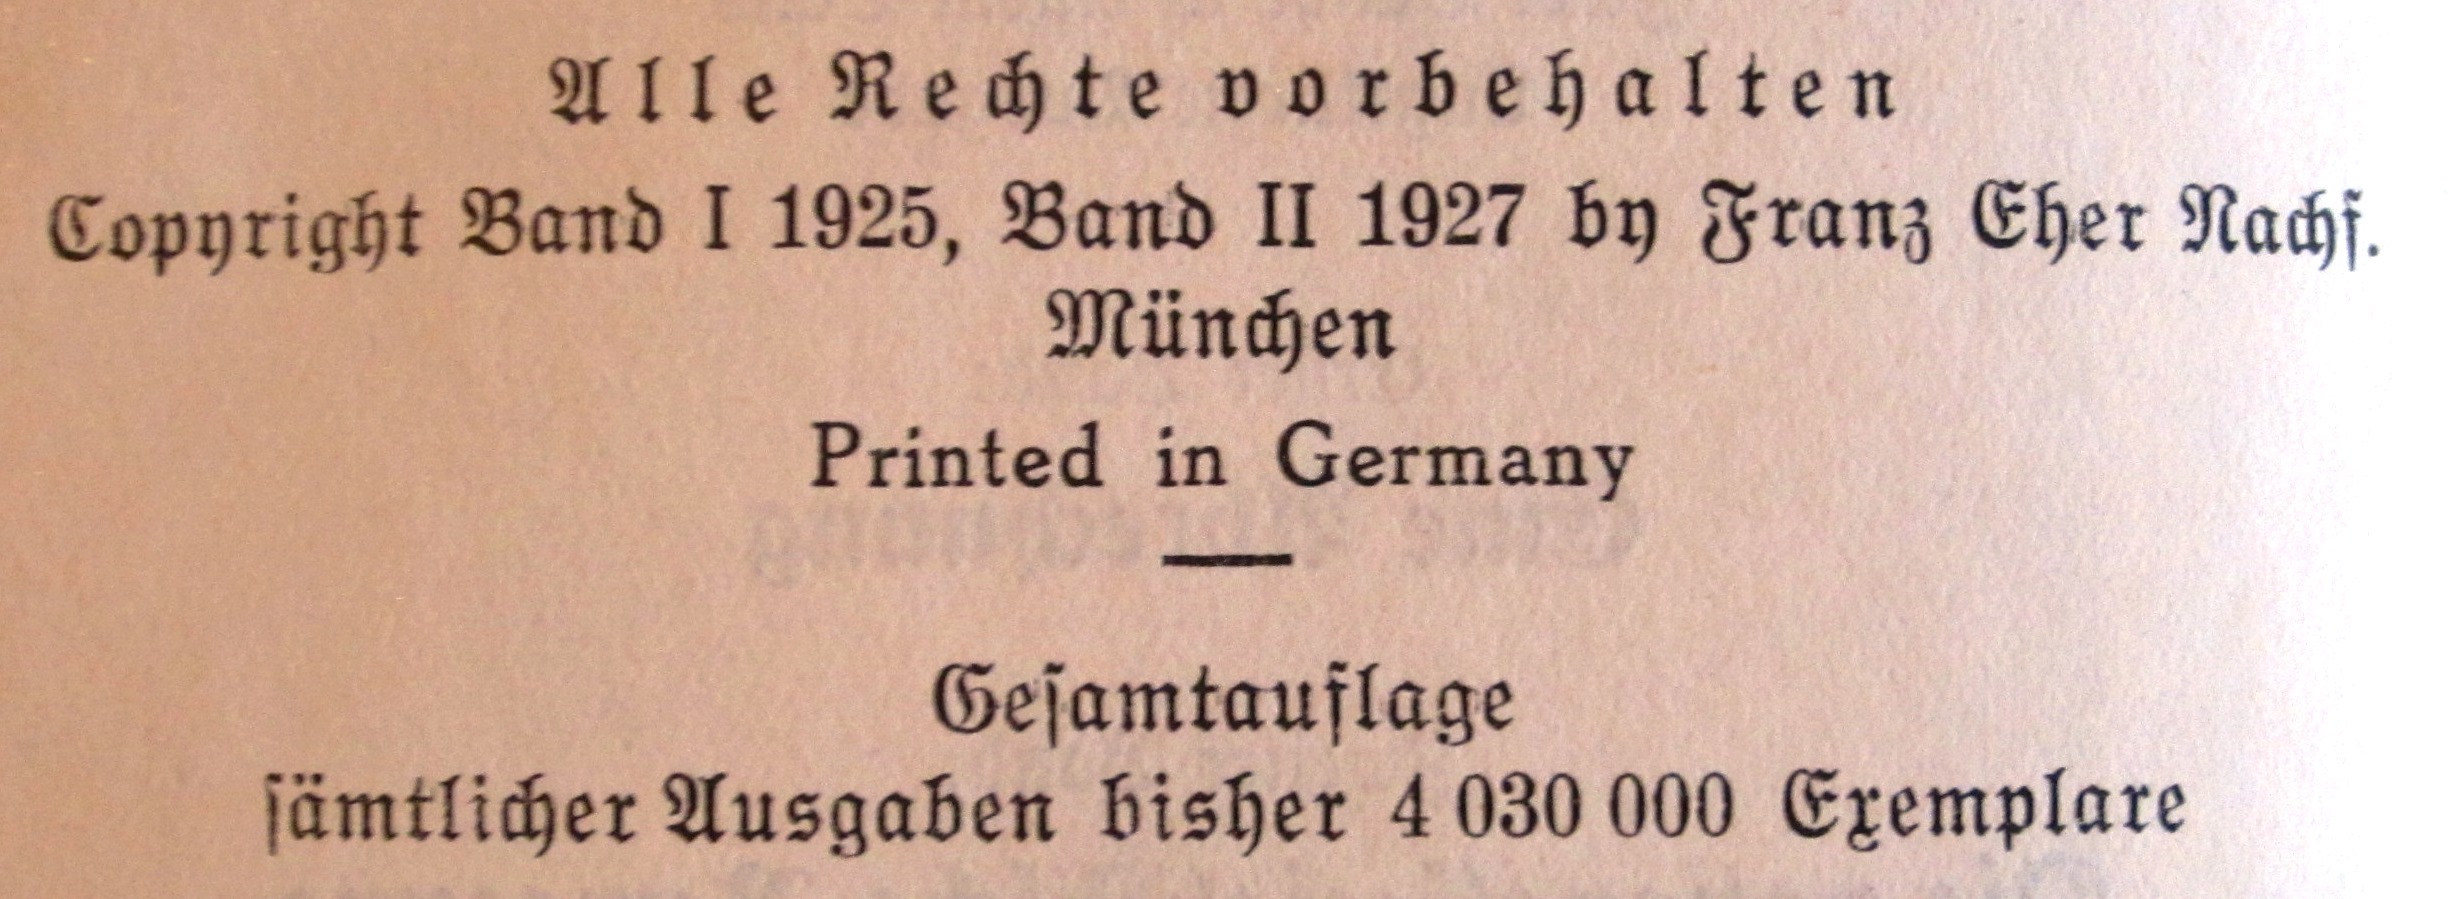 Alle Rechte vorbehalten
Copyright Band I 1925, Band II 1927 by Franz Eher Nachf.
München
Printed in Germany
Geſamtauflage
ſämtlicher Ausgaben bisher 4 030 000 Exemplare